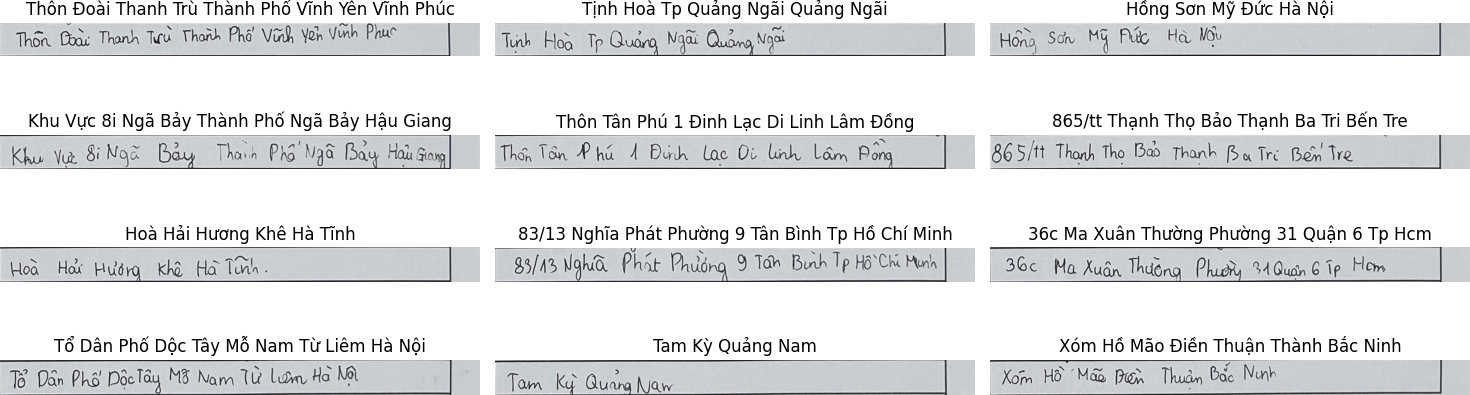 Thôn Đoài Thanh Trù Thành Phố Vĩnh Yên Vĩnh Phúc
Tịnh Hoà Tp Quảng Ngãi Quảng Ngãi
Hồng Sơn Mỹ Đức Hà Nội
Thôn Đoài Thanh Trù Thành Phố Vĩnh Yên Vĩnh Phúc
Tịnh Hoà Tp Quảng Ngãi Quảng Ngãi
Hồng Sơn Mỹ Đức Hà Nội
Khu Vực 8i Ngã Bảy Thành Phố Ngã Bảy Hậu Giang
Thôn Tân Phú 1 Đinh Lạc Di Linh Lâm Đồng
865/tt Thạnh Thọ Bảo Thạnh Ba Tri Bến Tre
Khu Vực 8i Ngã Bảy Thành Phố Ngã Bảy Hậu Giang
Thôn Tân Phú 1 Đinh Lạc Di Linh Lâm Đồng
865/tt Thạnh Thọ Bảo Thạnh Ba Tri Bến Tre
Hoà Hải Hương Khê Hà Tĩnh
83/13 Nghĩa Phát Phường 9 Tân Bình Tp Hồ Chí Minh
36c Ma Xuân Thường Phường 31 Quận 6 Tp Hcm
Hoà Hải Hương Khê Hà Tĩnh.
83/13 Nghĩa Phát Phường 9 Tân Bình Tp Hồ Chí Minh
36c Ma Xuân Thường Phường 31 Quận 6 Tp Hcm
Tổ Dân Phố Dộc Tây Mỗ Nam Từ Liêm Hà Nội
Tam Kỳ Quảng Nam
Xóm Hồ Mão Điền Thuận Thành Bắc Ninh
Tổ Dân Phố Dộc Tây Mỗ Nam Từ Liêm Hà Nội
Tam Kỳ Quảng Nam
Xóm Hồ Mão Điền Thuận Bắc Ninh